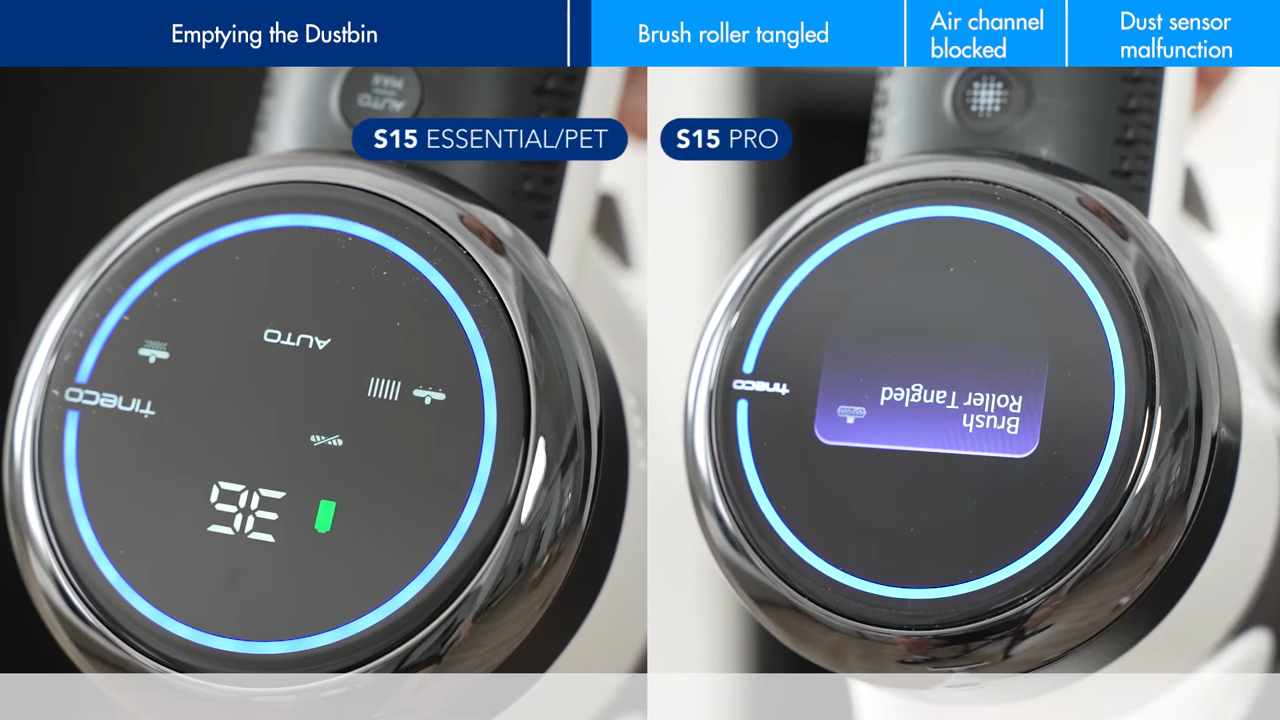 Emptying the Dustbin
Brush roller tangled
Air channel
blocked
Dust sensor
malfunction
S15 ESSENTIAL/PET
S15 PRO
AUTO
MAX
AUTO
TINECO
36
TINECO
Brush
Roller Tangled